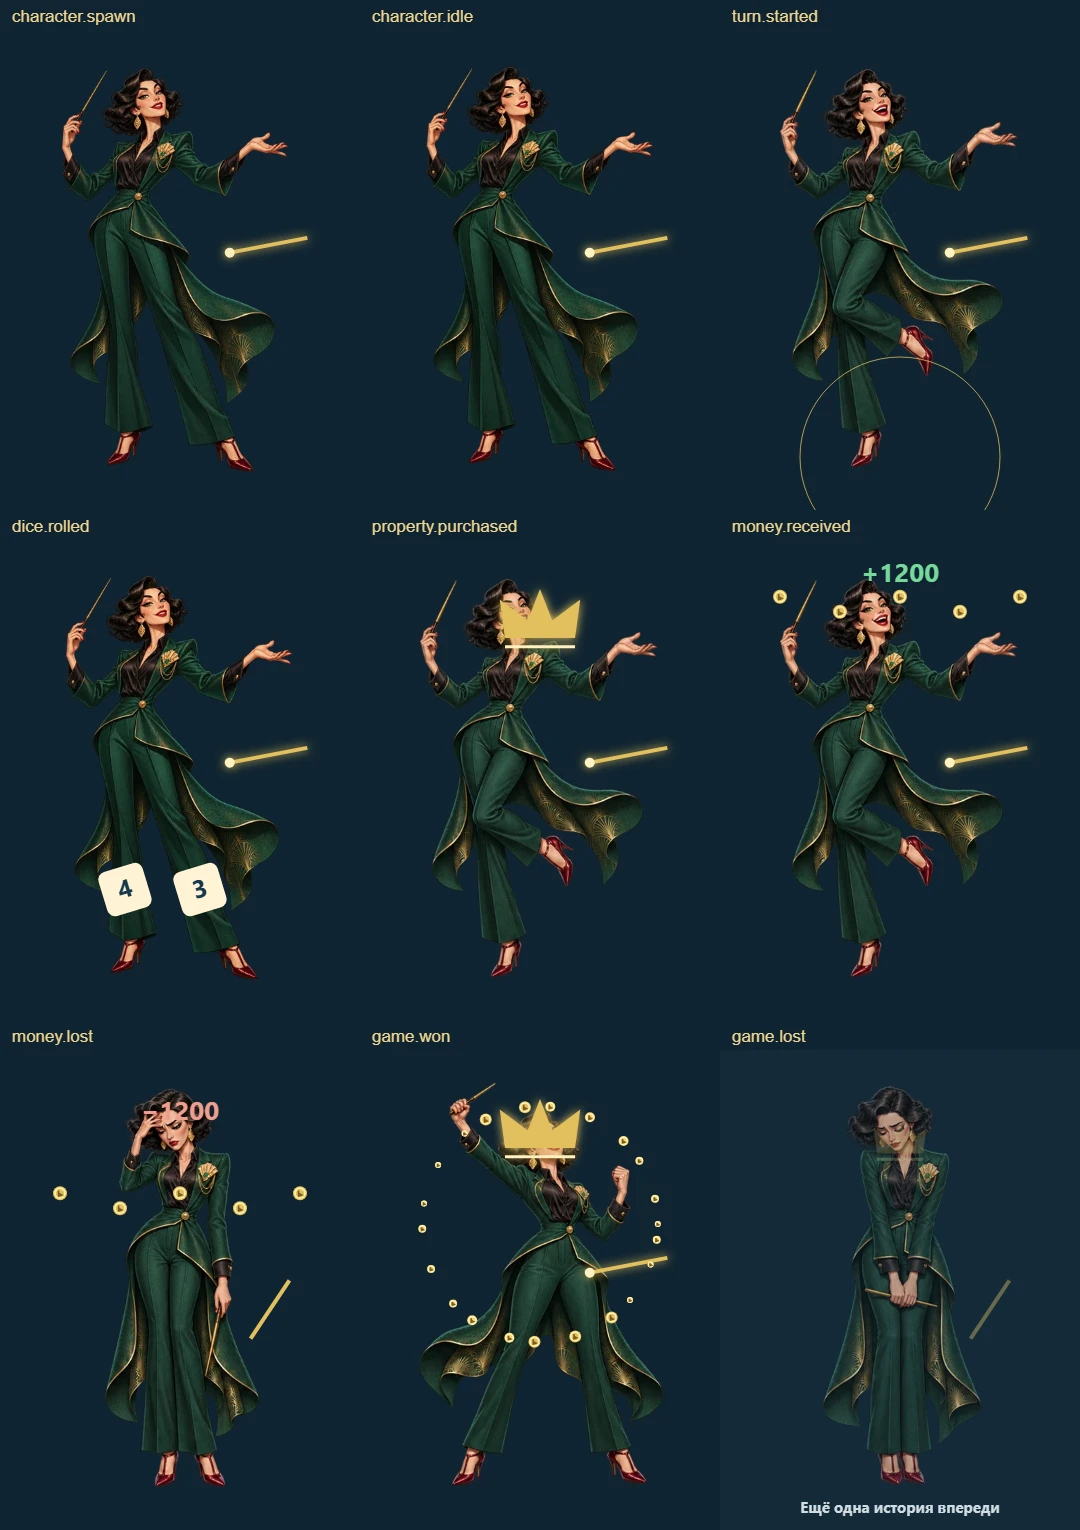 character.spawn
character.idle
turn.started
dice.rolled
property.purchased
money.received
+1200
4
3
money.lost
game.won
game.lost
−1200
Ещё одна история впереди